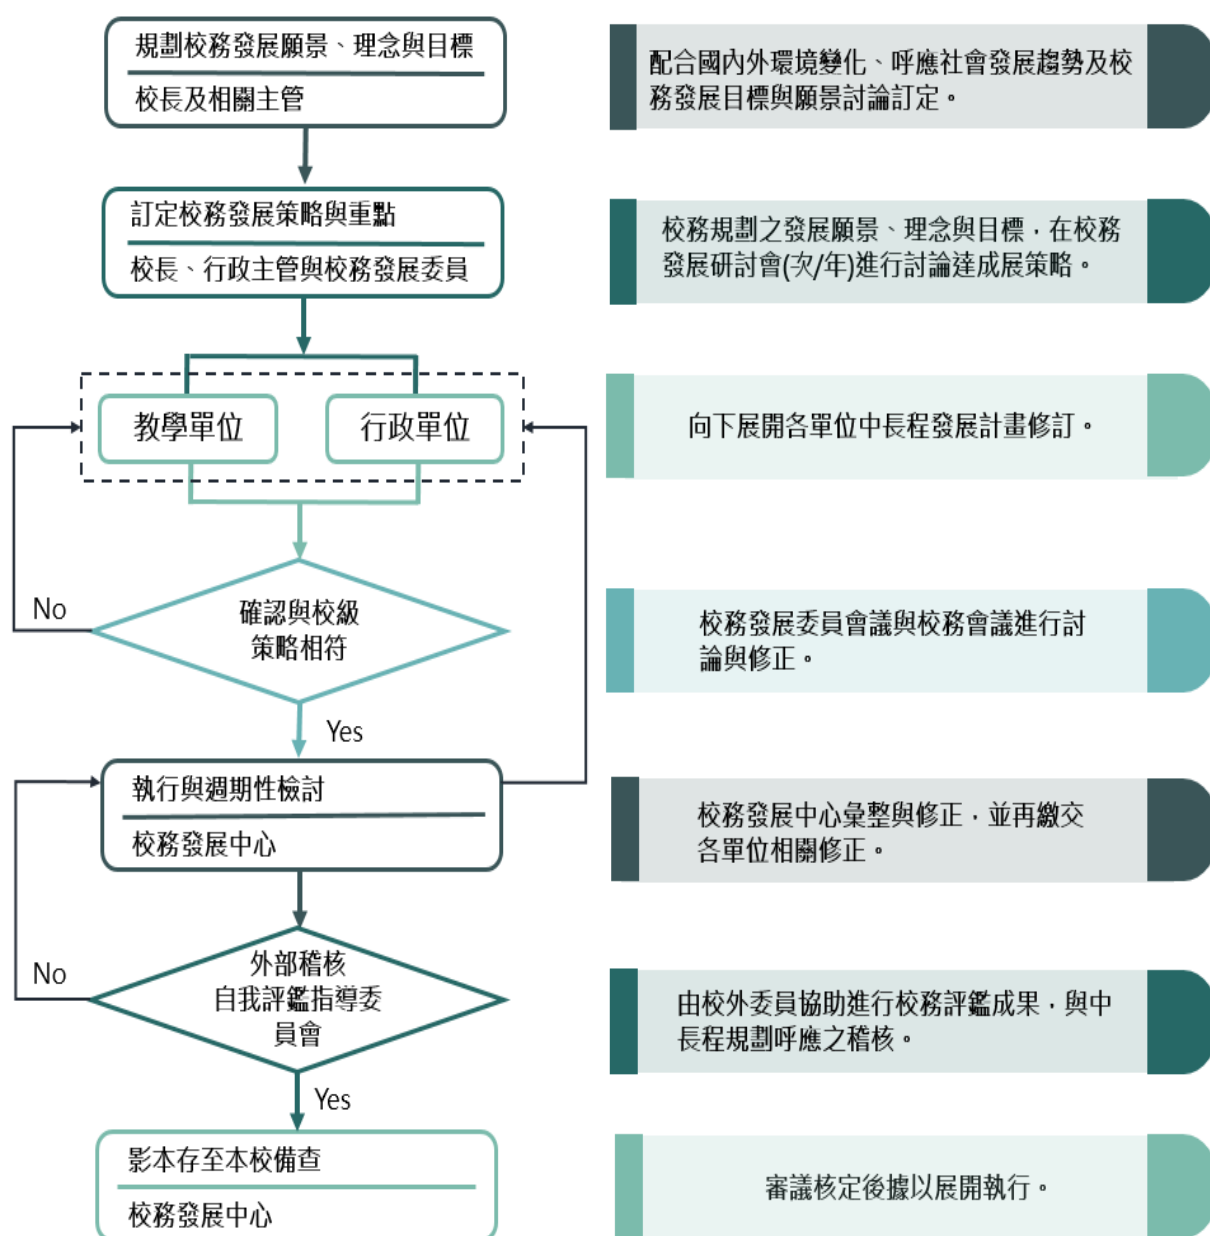 規劃校務發展願景、理念與目標
校長及相關主管
配合國內外環境變化、呼應社會發展趨勢及校
務發展目標與願景討論訂定。
訂定校務發展策略與重點
校長、行政主管與校務發展委員
校務規劃之發展願景、理念與目標，在校務
發展研討會(次/年)進行討論達成展策略。
教學單位
行政單位
向下展開各單位中長程發展計畫修訂。
確認與校級
策略相符
No
Yes
校務發展委員會議與校務會議進行討
論與修正。
執行與週期性檢討
校務發展中心
校務發展中心彙整與修正，並再繳交
各單位相關修正。
外部稽核
自我評鑑指導委
員會
No
Yes
由校外委員協助進行校務評鑑成果，與中
長程規劃呼應之稽核。
影本存至本校備查
校務發展中心
審議核定後據以展開執行。